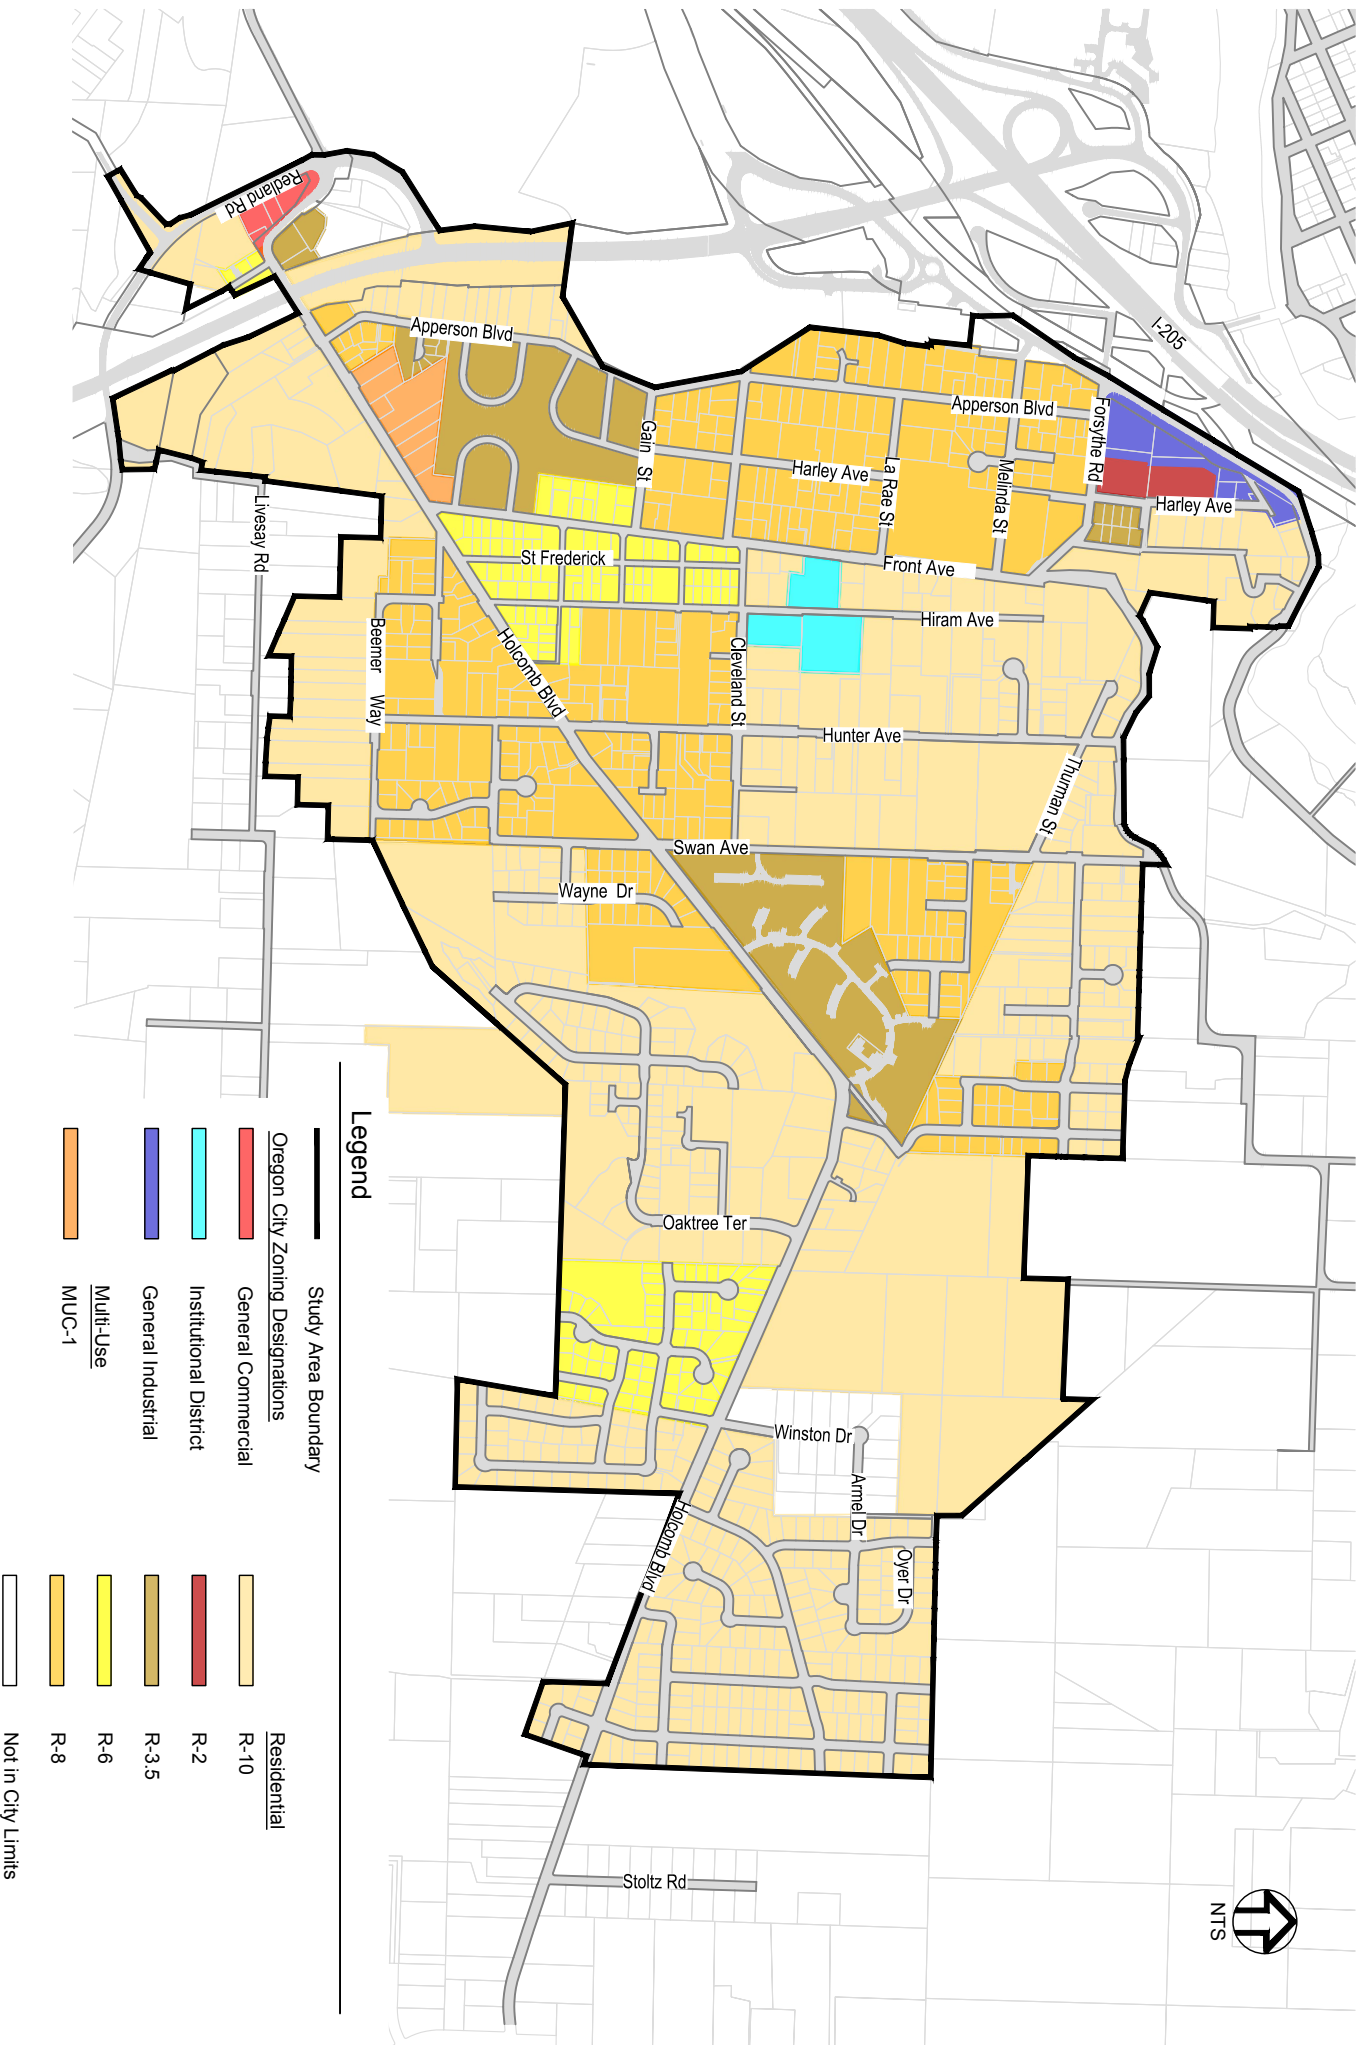 I-205
Redland Rd
Apperson Blvd
Apperson Blvd
Forsythe Rd
Gain St
Harley Ave
La Rae St
Melinda St
Harley Ave
Livesay Rd
St Frederick
Front Ave
Hiram Ave
Beemer Way
Holcomb Blvd
Cleveland St
Hunter Ave
Thurman St
Swan Ave
Wayne Dr
Oaktree Ter
Winston Dr
Armel Dr
Oyer Dr
Holcomb Blvd
Stoltz Rd
NTS
Legend
Study Area Boundary
Oregon City Zoning Designations
General Commercial
Institutional District
General Industrial
Multi-Use
MUC-1
Residential
R-10
R-2
R-3.5
R-6
R-8
Not in City Limits